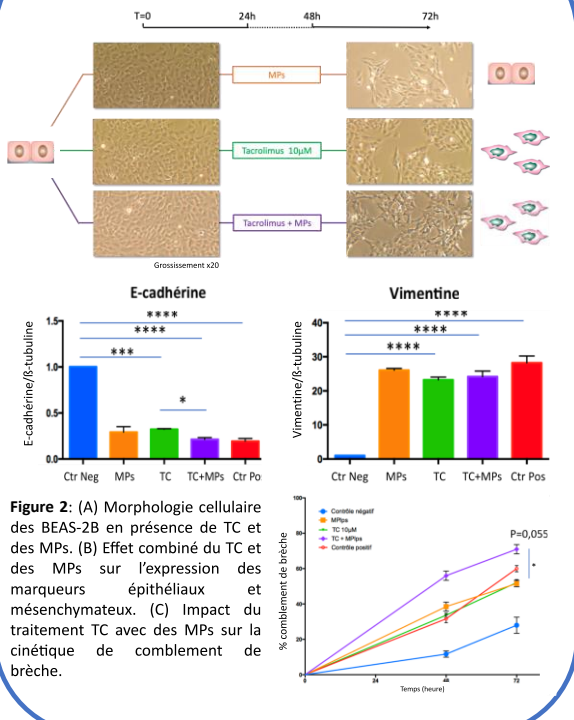 T=0 24h 48h 72h
MPs
Tacrolimus 10µM
Tacrolimus + MPs
Grossissement x20
E-cadhérine
E-cadhérine/ß-tubuline
1.5
1.0
0.5
0.0
****
****
***
*
Ctr Neg MPs TC TC+MPs Ctr Pos
Vimentine
Vimentine/ß-tubuline
40
30
20
10
0
****
****
****
Ctr Neg MPs TC TC+MPs Ctr Pos
Figure 2: (A) Morphologie cellulaire
des BEAS-2B en présence de TC et
des MPs. (B) Effet combiné du TC et
des MPs sur l'expression des
marqueurs épithéliaux et
mésenchymateux. (C) Impact du
traitement TC avec des MPs sur la
cinétique de comblement de
brèche.
% comblement de brèche
100
80
60
40
20
0
Contrôle négatif
MPlps
TC 10µM
TC + MPlps
Contrôle positif
P=0,055
*
0 24 48 72
Temps (heure)